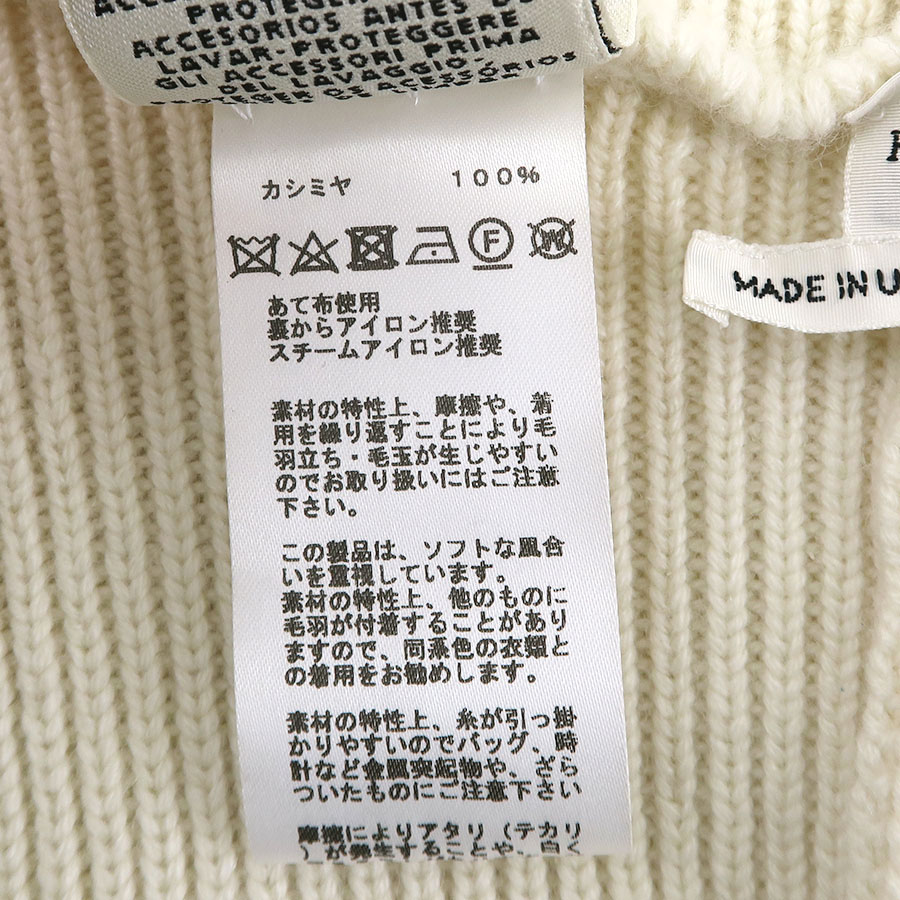 PROTEGER
ACCESORIOS ANTES DE
LAVAR-PROTEGGERE
GLI ACCESSORI PRIMA
DEL LAVAGGIO-
ACESSÓRIOS
カシミヤ 100%
F
W
MADE IN U
あて布使用
裏からアイロン推奨
スチームアイロン推奨
素材の特性上、摩擦や、着
用を繰り返すことにより毛
羽立ち・毛玉が生じやすい
のでお取り扱いにはご注意
下さい。
この製品は、ソフトな風合
いを重視しています。
素材の特性上、他のものに
毛羽が付着することがあり
ますので、同系色の衣類と
の着用をお勧めします。
素材の特性上、糸が引っ掛
かりやすいのでバッグ、時
計など金属突起物や、ざら
ついたものにご注意下さい
摩擦によりアタリ（テカリ
）が発生することや、白く